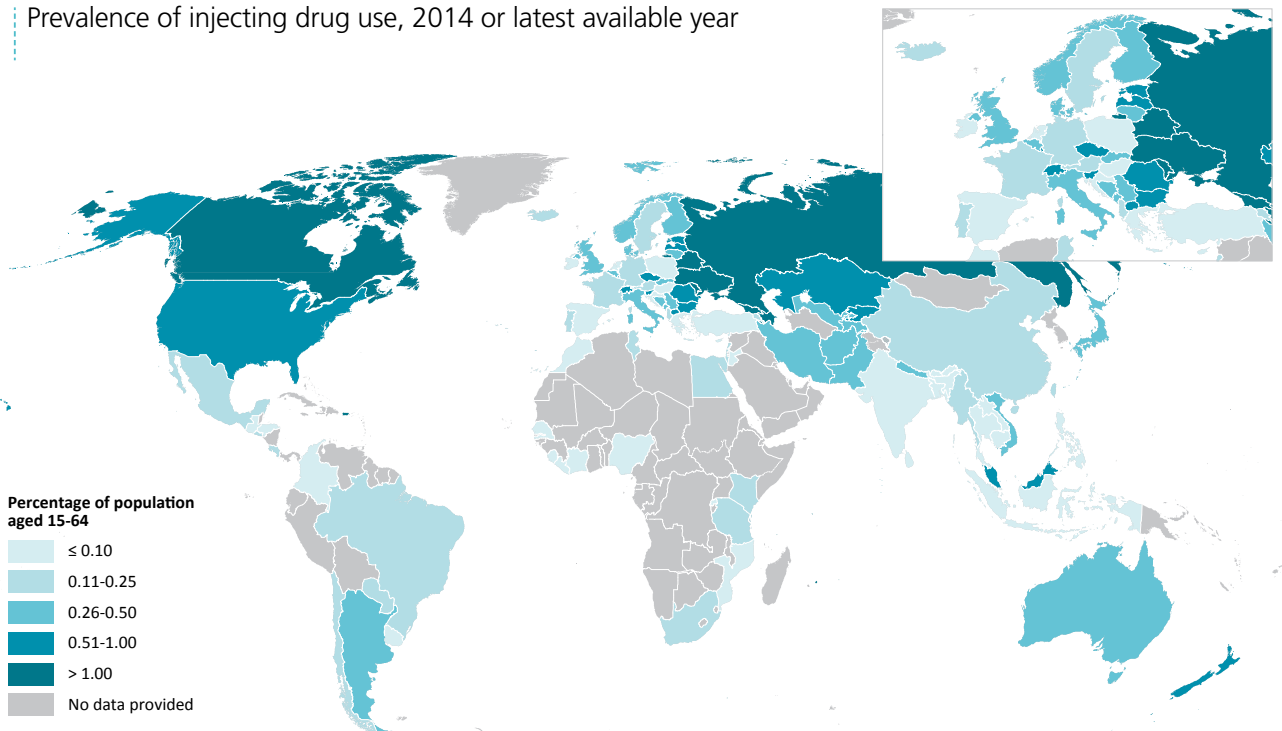 Prevalence of injecting drug use, 2014 or latest available year
Percentage of population
aged 15-64
≤ 0.10
0.11-0.25
0.26-0.50
0.51-1.00
> 1.00
No data provided